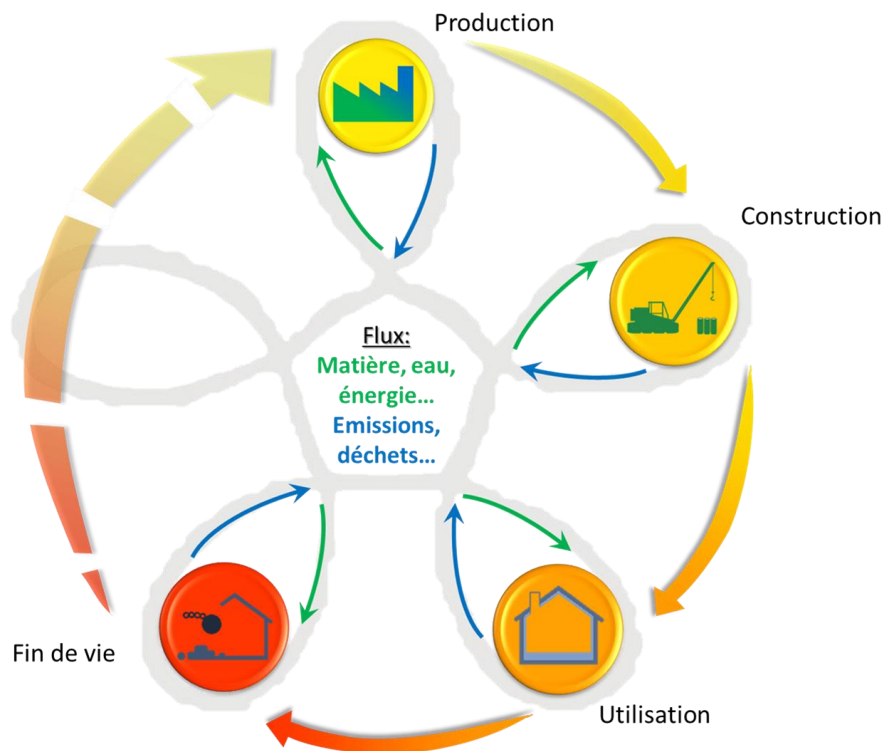 Production
Construction
Flux:
Matière, eau,
énergie...
Emissions,
déchets...
Fin de vie
Utilisation